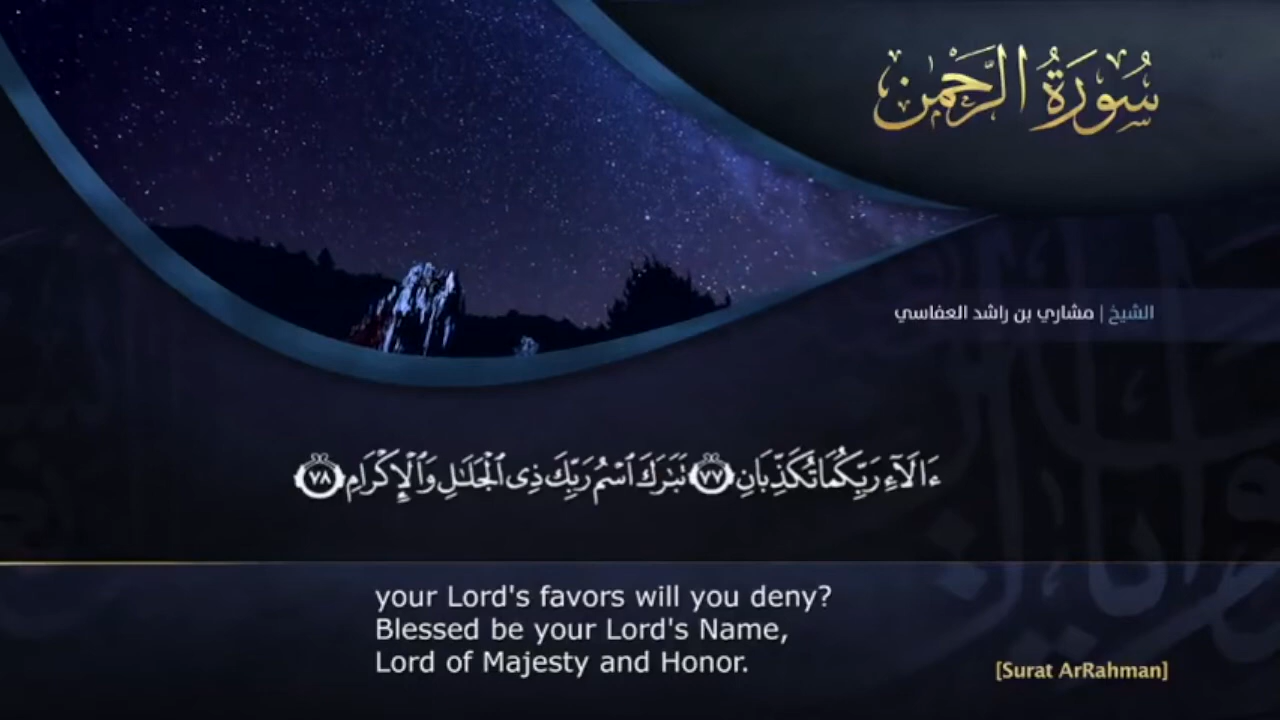 سُورَةُ الرَّحْمٰن
الشيخ | مشاري بن راشد العفاسي
ءَالَآءِ رَبِّكُمَا تُكَذِّبَانِ ٧٧ تَبَٰرَكَ ٱسْمُ رَبِّكَ ذِى ٱلْجَلَٰلِ وَٱلْإِكْرَامِ ٧٨
your Lord's favors will you deny?
Blessed be your Lord's Name,
Lord of Majesty and Honor.
[Surat ArRahman]